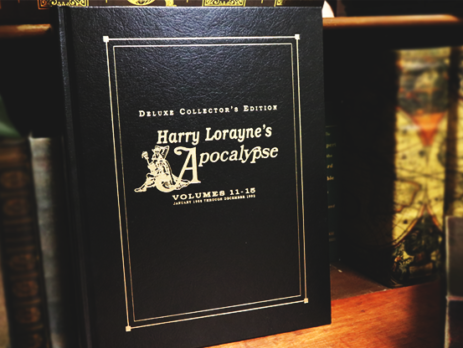 DELUXE COLLECTOR'S EDITION
Harry Lorayne's
Apocalypse
VOLUMES 11-15